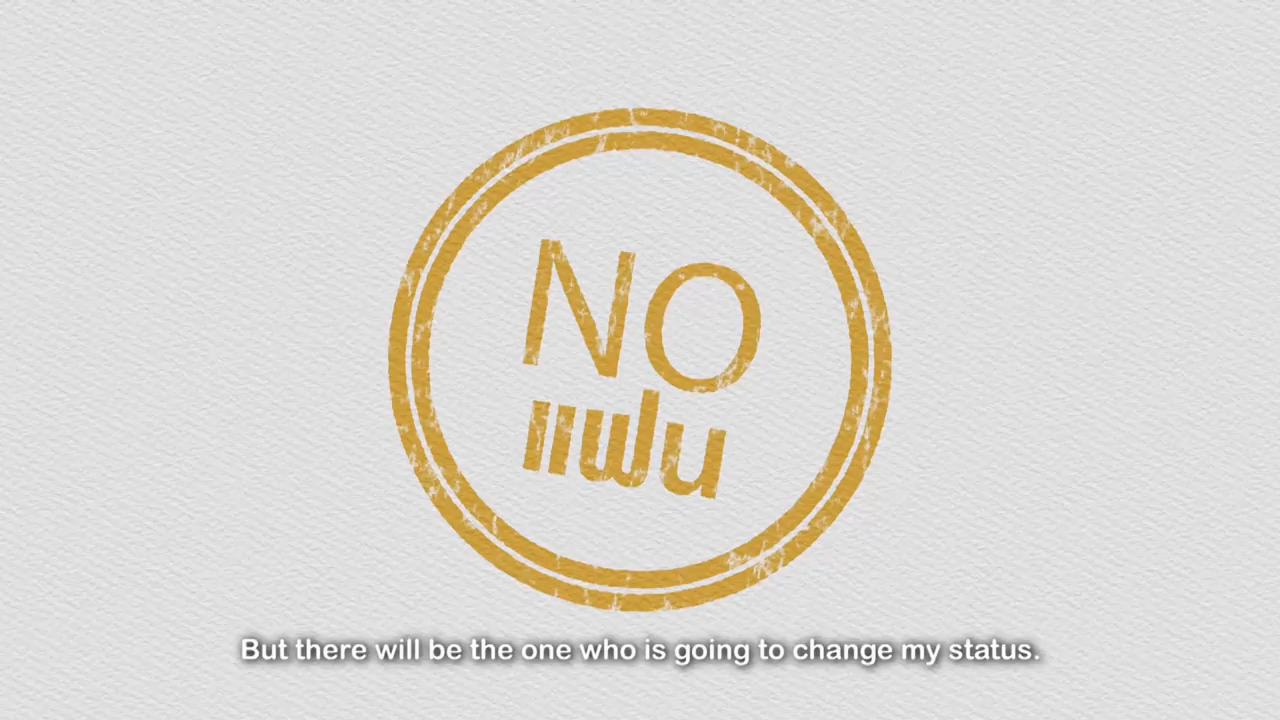 NO
แฟน
But there will be the one who is going to change my status.